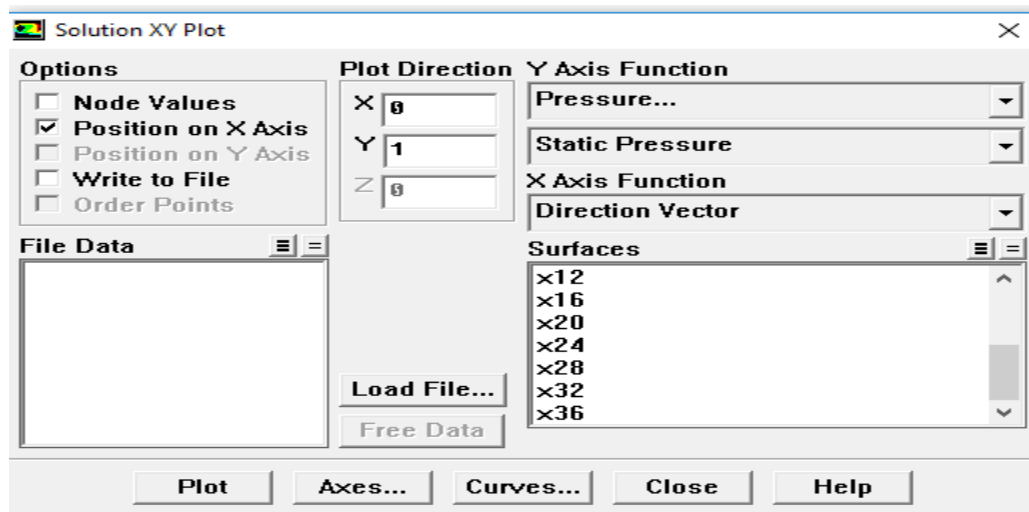 Solution XY Plot
Options
Node Values
Position on X Axis
Position on Y Axis
Write to File
Order Points
Plot Direction
X 0
Y 1
Z 0
Y Axis Function
Pressure...
Static Pressure
X Axis Function
Direction Vector
File Data
Load File...
Free Data
Surfaces
x12
x16
x20
x24
x28
x32
x36
Plot
Axes...
Curves...
Close
Help